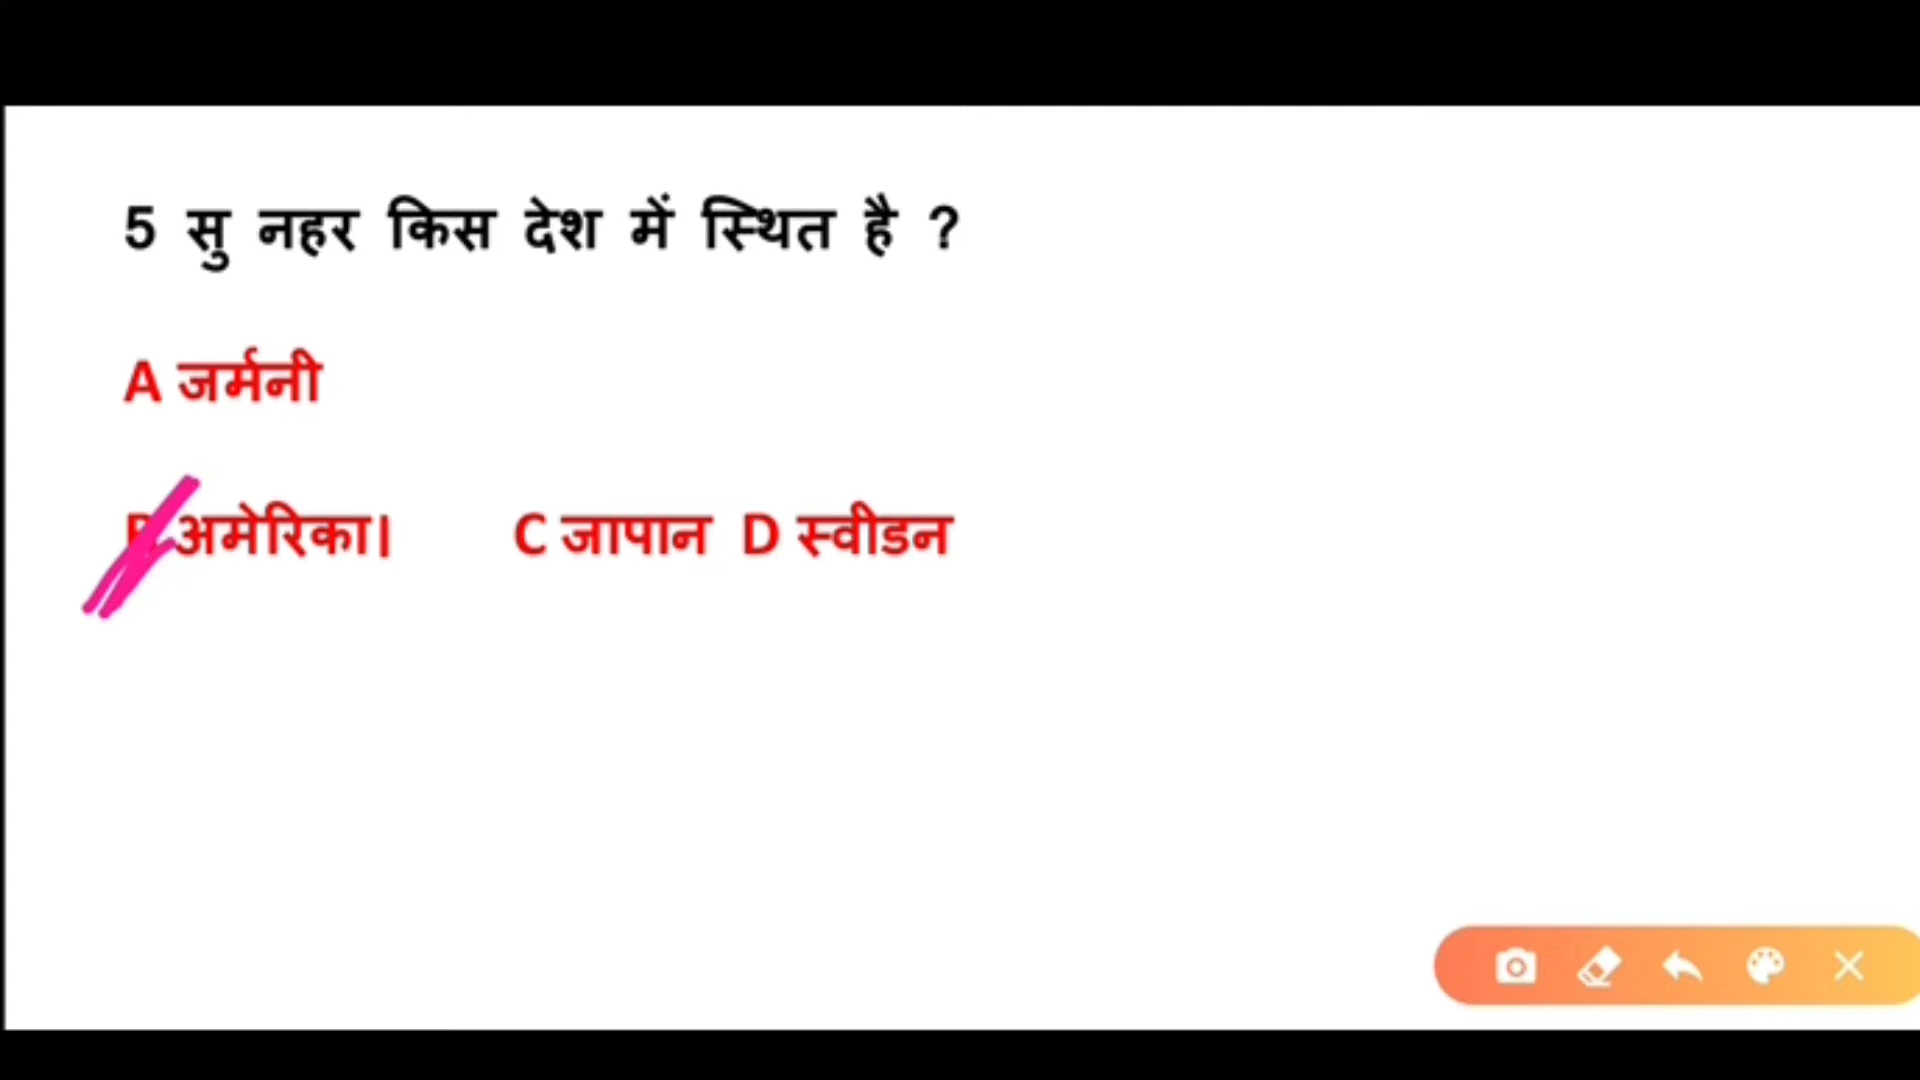 5 सु नहर किस देश में स्थित है ?
A जर्मनी
B अमेरिका। C जापान D स्वीडन